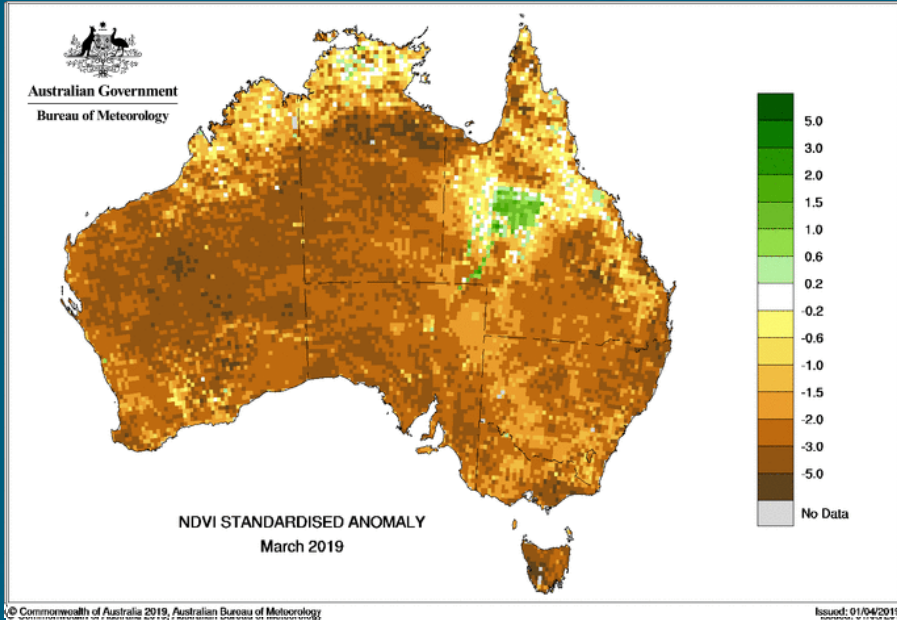 Australian Government
Bureau of Meteorology
5.0
3.0
2.0
1.5
1.0
0.6
0.2
-0.2
-0.6
-1.0
-1.5
-2.0
-3.0
-5.0
No Data
NDVI STANDARDISED ANOMALY
March 2019
© Commonwealth of Australia 2019, Australian Bureau of Meteorology
Issued: 01/04/2019